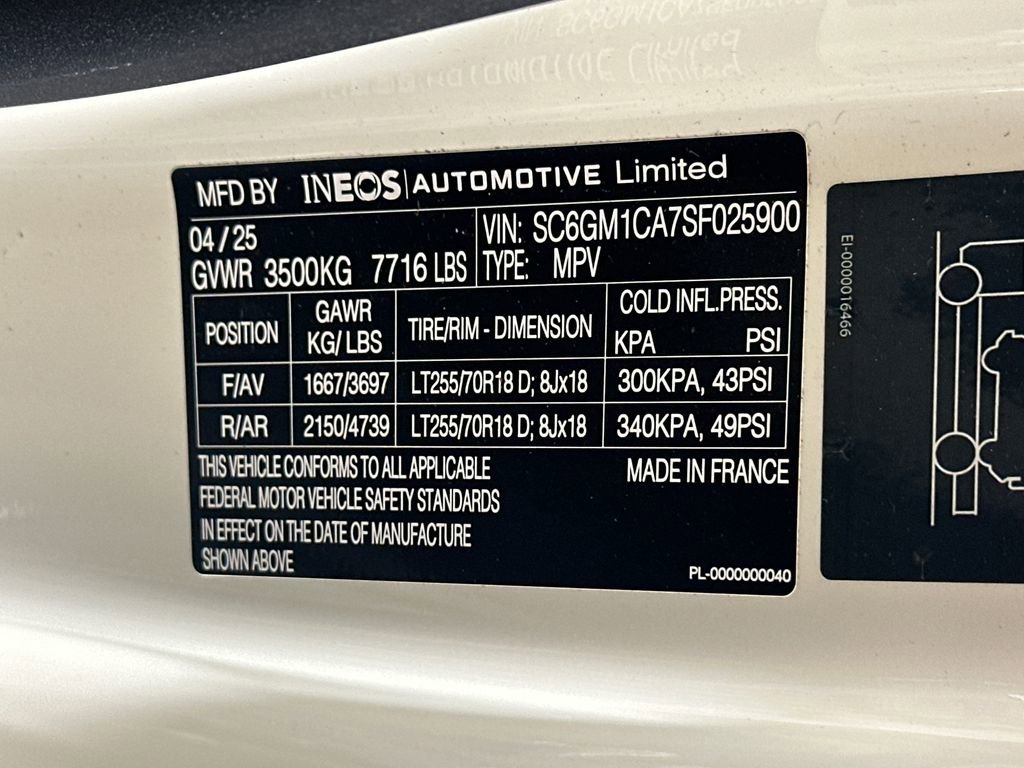 MFD BY INEOS AUTOMOTIVE Limited
04 / 25
VIN: SC6GM1CA7SF025900
GVWR 3500KG 7716 LBS
TYPE: MPV
POSITION GAWR KG/ LBS TIRE/RIM - DIMENSION COLD INFL.PRESS. KPA PSI
F/AV 1667/3697 LT255/70R18 D; 8Jx18 300KPA, 43PSI
R/AR 2150/4739 LT255/70R18 D; 8Jx18 340KPA, 49PSI
THIS VEHICLE CONFORMS TO ALL APPLICABLE
FEDERAL MOTOR VEHICLE SAFETY STANDARDS
IN EFFECT ON THE DATE OF MANUFACTURE
SHOWN ABOVE
MADE IN FRANCE
PL-0000000040
EI-0000016466